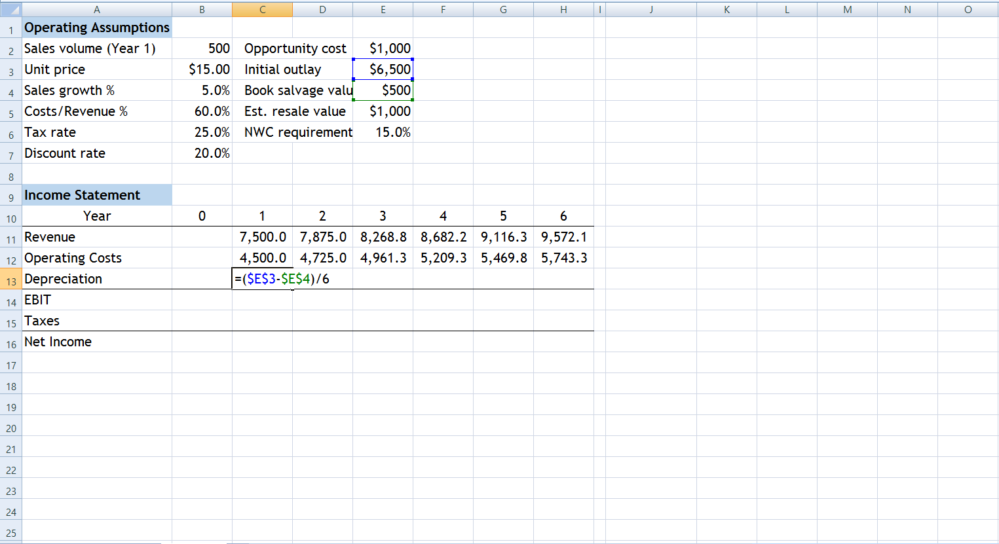 A B C D E F G H I J K L M N O
1 Operating Assumptions
2 Sales volume (Year 1) 500 Opportunity cost $1,000
3 Unit price $15.00 Initial outlay $6,500
4 Sales growth % 5.0% Book salvage valu $500
5 Costs/Revenue % 60.0% Est. resale value $1,000
6 Tax rate 25.0% NWC requirement 15.0%
7 Discount rate 20.0%
8
9 Income Statement
10 Year 0 1 2 3 4 5 6
11 Revenue 7,500.0 7,875.0 8,268.8 8,682.2 9,116.3 9,572.1
12 Operating Costs 4,500.0 4,725.0 4,961.3 5,209.3 5,469.8 5,743.3
13 Depreciation =($E$3-$E$4)/6
14 EBIT
15 Taxes
16 Net Income
17
18
19
20
21
22
23
24
25